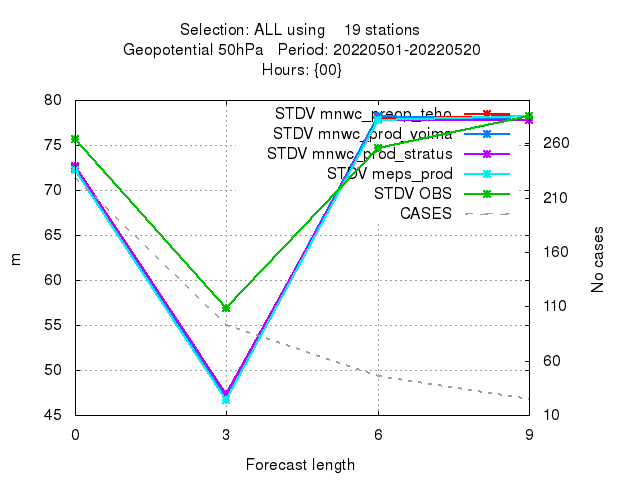 Selection: ALL using    19 stations
Geopotential 50hPa   Period: 20220501-20220520
Hours: {00}
80
75
70
65
60
55
50
45
m
STDV mnwc_preop_teho
STDV mnwc_prod_voima
STDV mnwc_prod_stratus
STDV meps_prod
STDV OBS
CASES
260
210
160
110
60
10
No cases
0 3 6 9
Forecast length